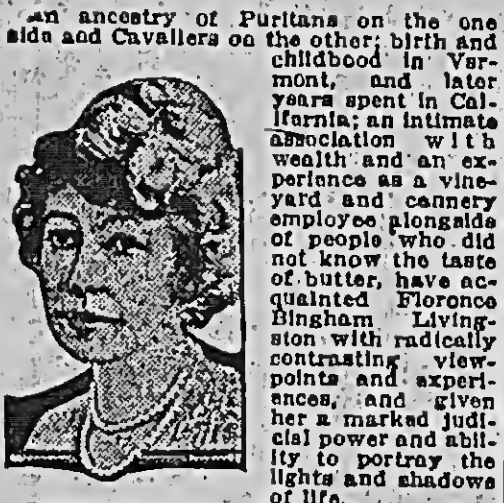 an ancestry of Puritans on the one
side and Cavaliers on the other; birth and
childhood in Ver-
mont, and later
years spent in Cal-
ifornia; an intimate
association with
wealth and an ex-
perience as a vine-
yard and cannery
employee alongside
of people who did
not know the taste
of butter, have ac-
quainted Florence
Bingham Living-
ston with radically
contrasting view-
points and experi-
ences, and given
her a marked judi-
cial power and abil-
ity to portray the
lights and shadows
of life.